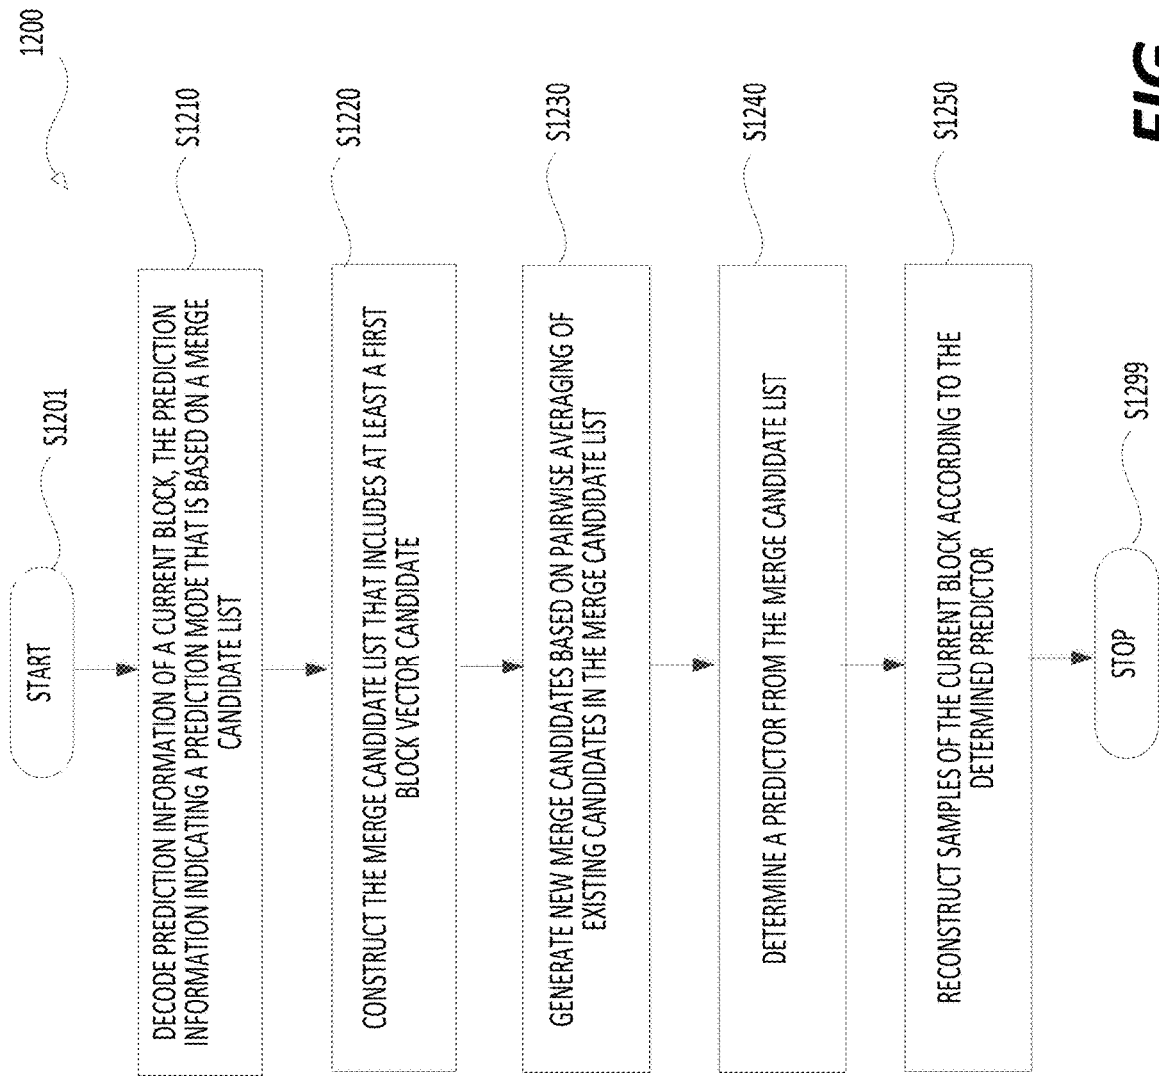 1200
START
S1201
DECODE PREDICTION INFORMATION OF A CURRENT BLOCK, THE PREDICTION
INFORMATION INDICATING A PREDICTION MODE THAT IS BASED ON A MERGE
CANDIDATE LIST
S1210
CONSTRUCT THE MERGE CANDIDATE LIST THAT INCLUDES AT LEAST A FIRST
BLOCK VECTOR CANDIDATE
S1220
GENERATE NEW MERGE CANDIDATES BASED ON PAIRWISE AVERAGING OF
EXISTING CANDIDATES IN THE MERGE CANDIDATE LIST
S1230
DETERMINE A PREDICTOR FROM THE MERGE CANDIDATE LIST
S1240
RECONSTRUCT SAMPLES OF THE CURRENT BLOCK ACCORDING TO THE
DETERMINED PREDICTOR
S1250
STOP
S1299
FIG